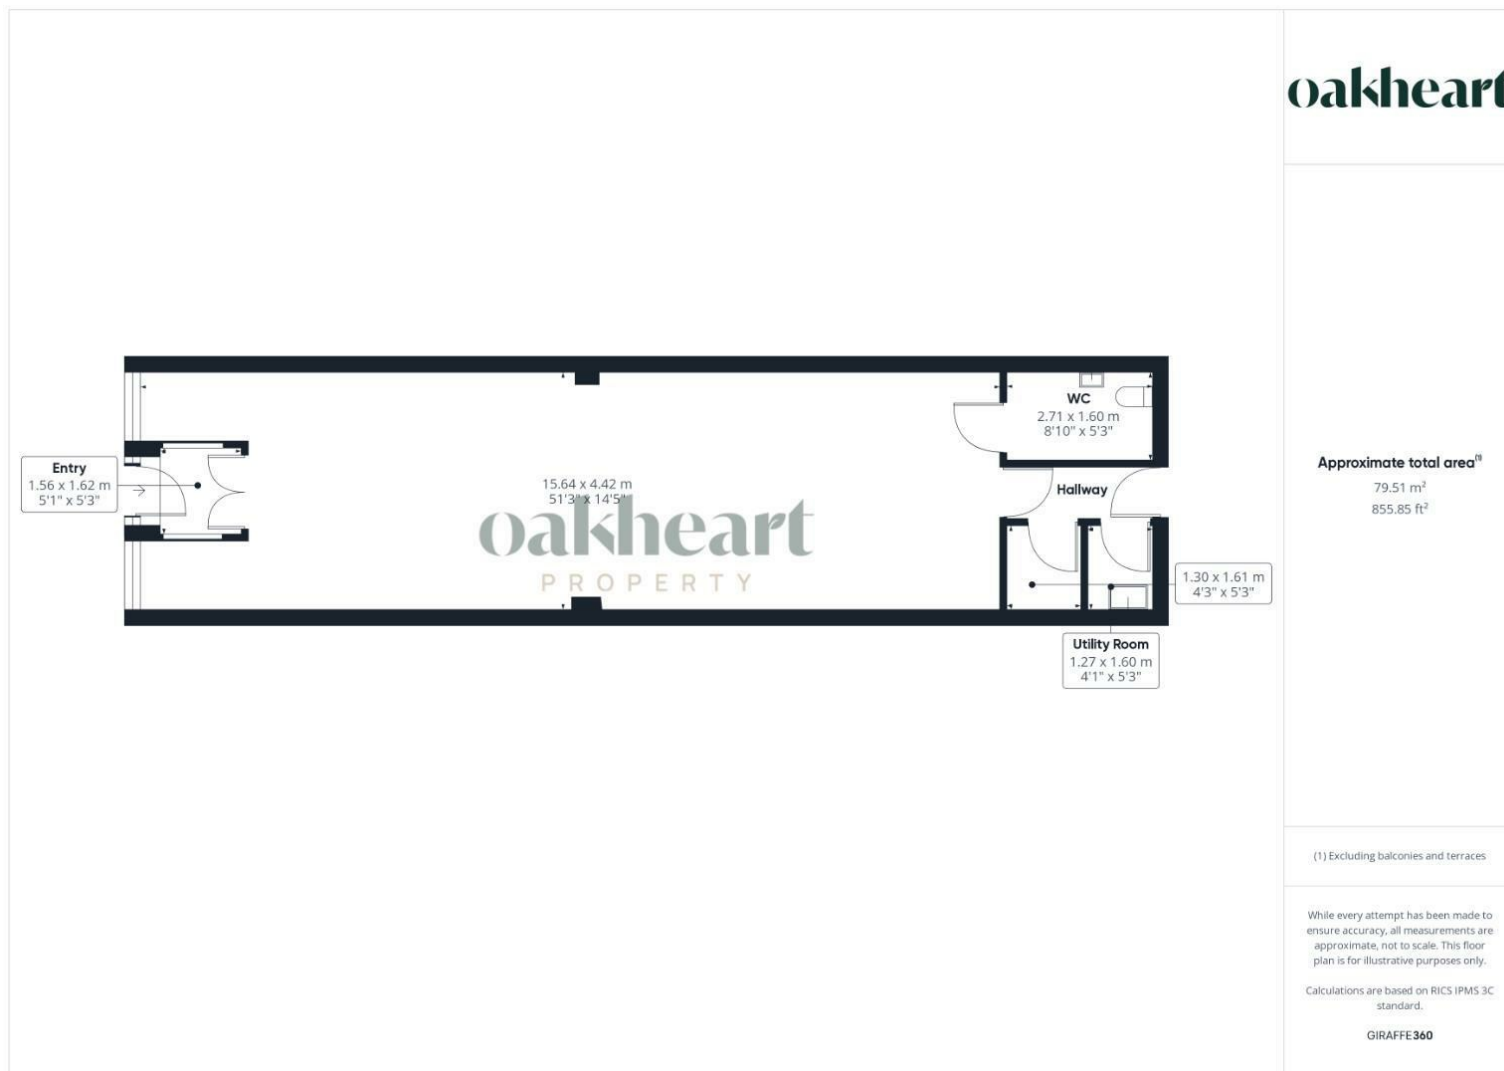 oakheart
Entry
1.56 x 1.62 m
5'1" x 5'3"
15.64 x 4.42 m
51'3" x 14'5"
oakheart
PROPERTY
WC
2.71 x 1.60 m
8'10" x 5'3"
Hallway
1.30 x 1.61 m
4'3" x 5'3"
Utility Room
1.27 x 1.60 m
4'1" x 5'3"
Approximate total area(1)
79.51 m²
855.85 ft²
(1) Excluding balconies and terraces
While every attempt has been made to
ensure accuracy, all measurements are
approximate, not to scale. This floor
plan is for illustrative purposes only.
Calculations are based on RICS IPMS 3C
standard.
GIRAFFE360